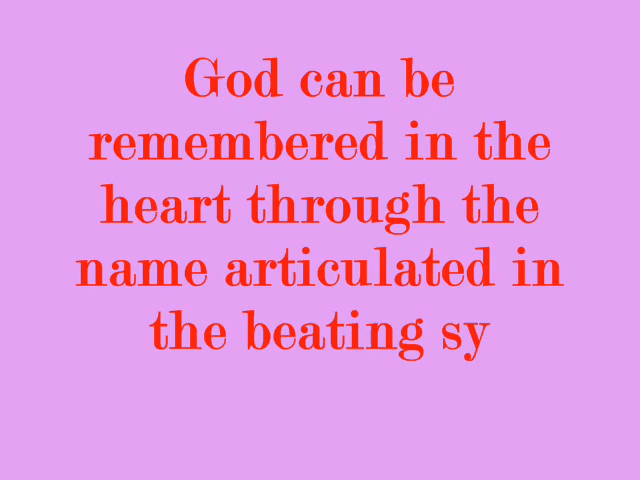 God can be
remembered in the
heart through the
name articulated in
the beating sy